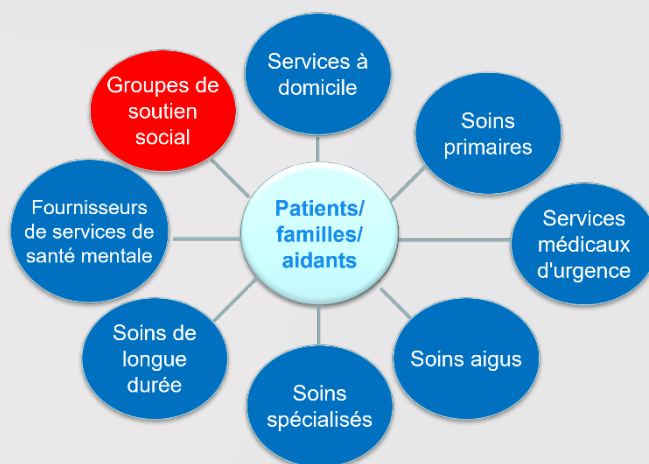 Services à
domicile
Groupes de
soutien
social
Soins
primaires
Patients/
familles/
aidants
Fournisseurs
de services de
santé mentale
Services
médicaux
d'urgence
Soins de
longue
durée
Soins aigus
Soins
spécialisés